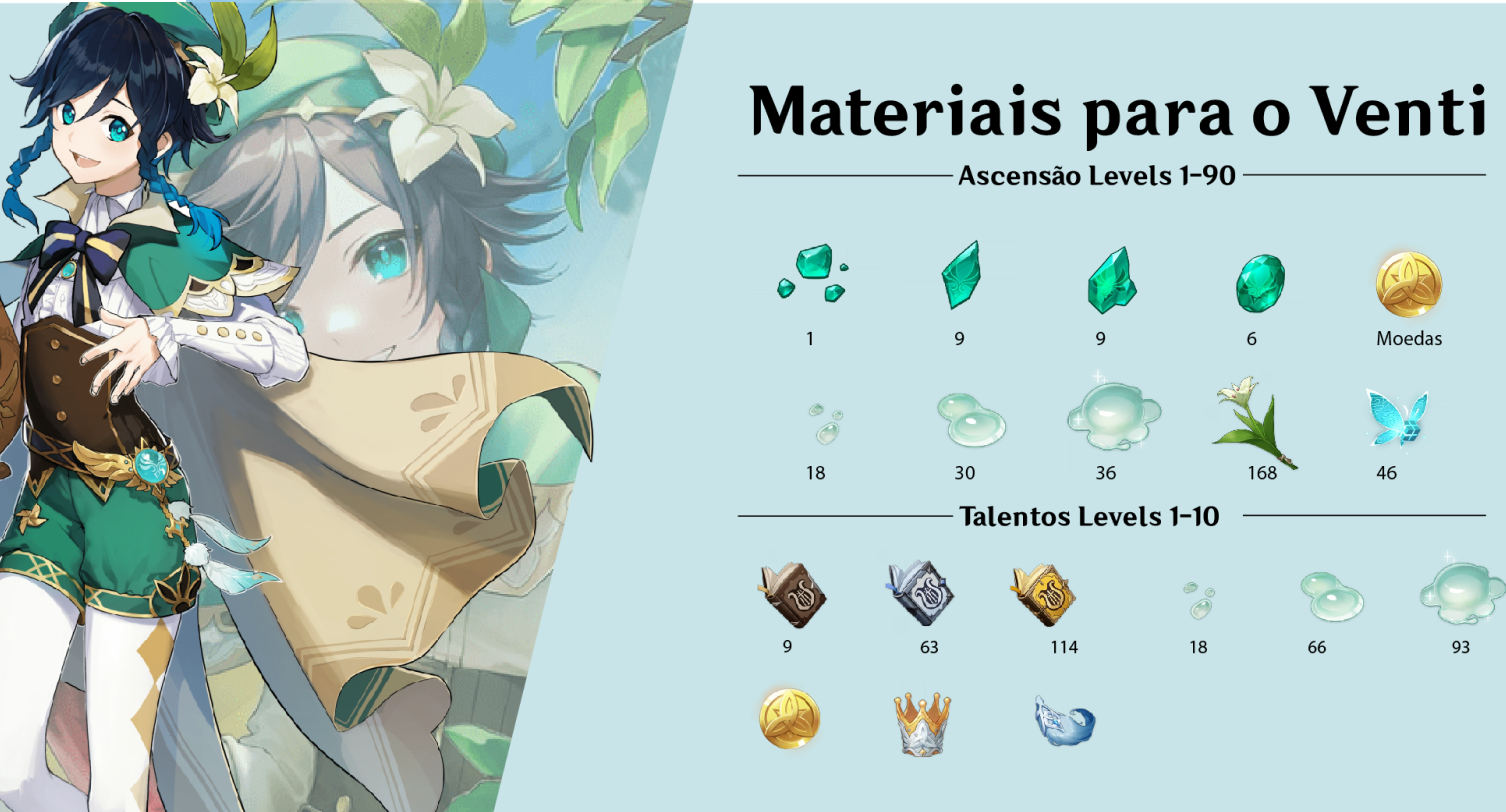 Materiais para o Venti
Ascensão Levels 1-90
1 9 9 6 Moedas
18 30 36 168 46
Talentos Levels 1-10
9 63 114 18 66 93